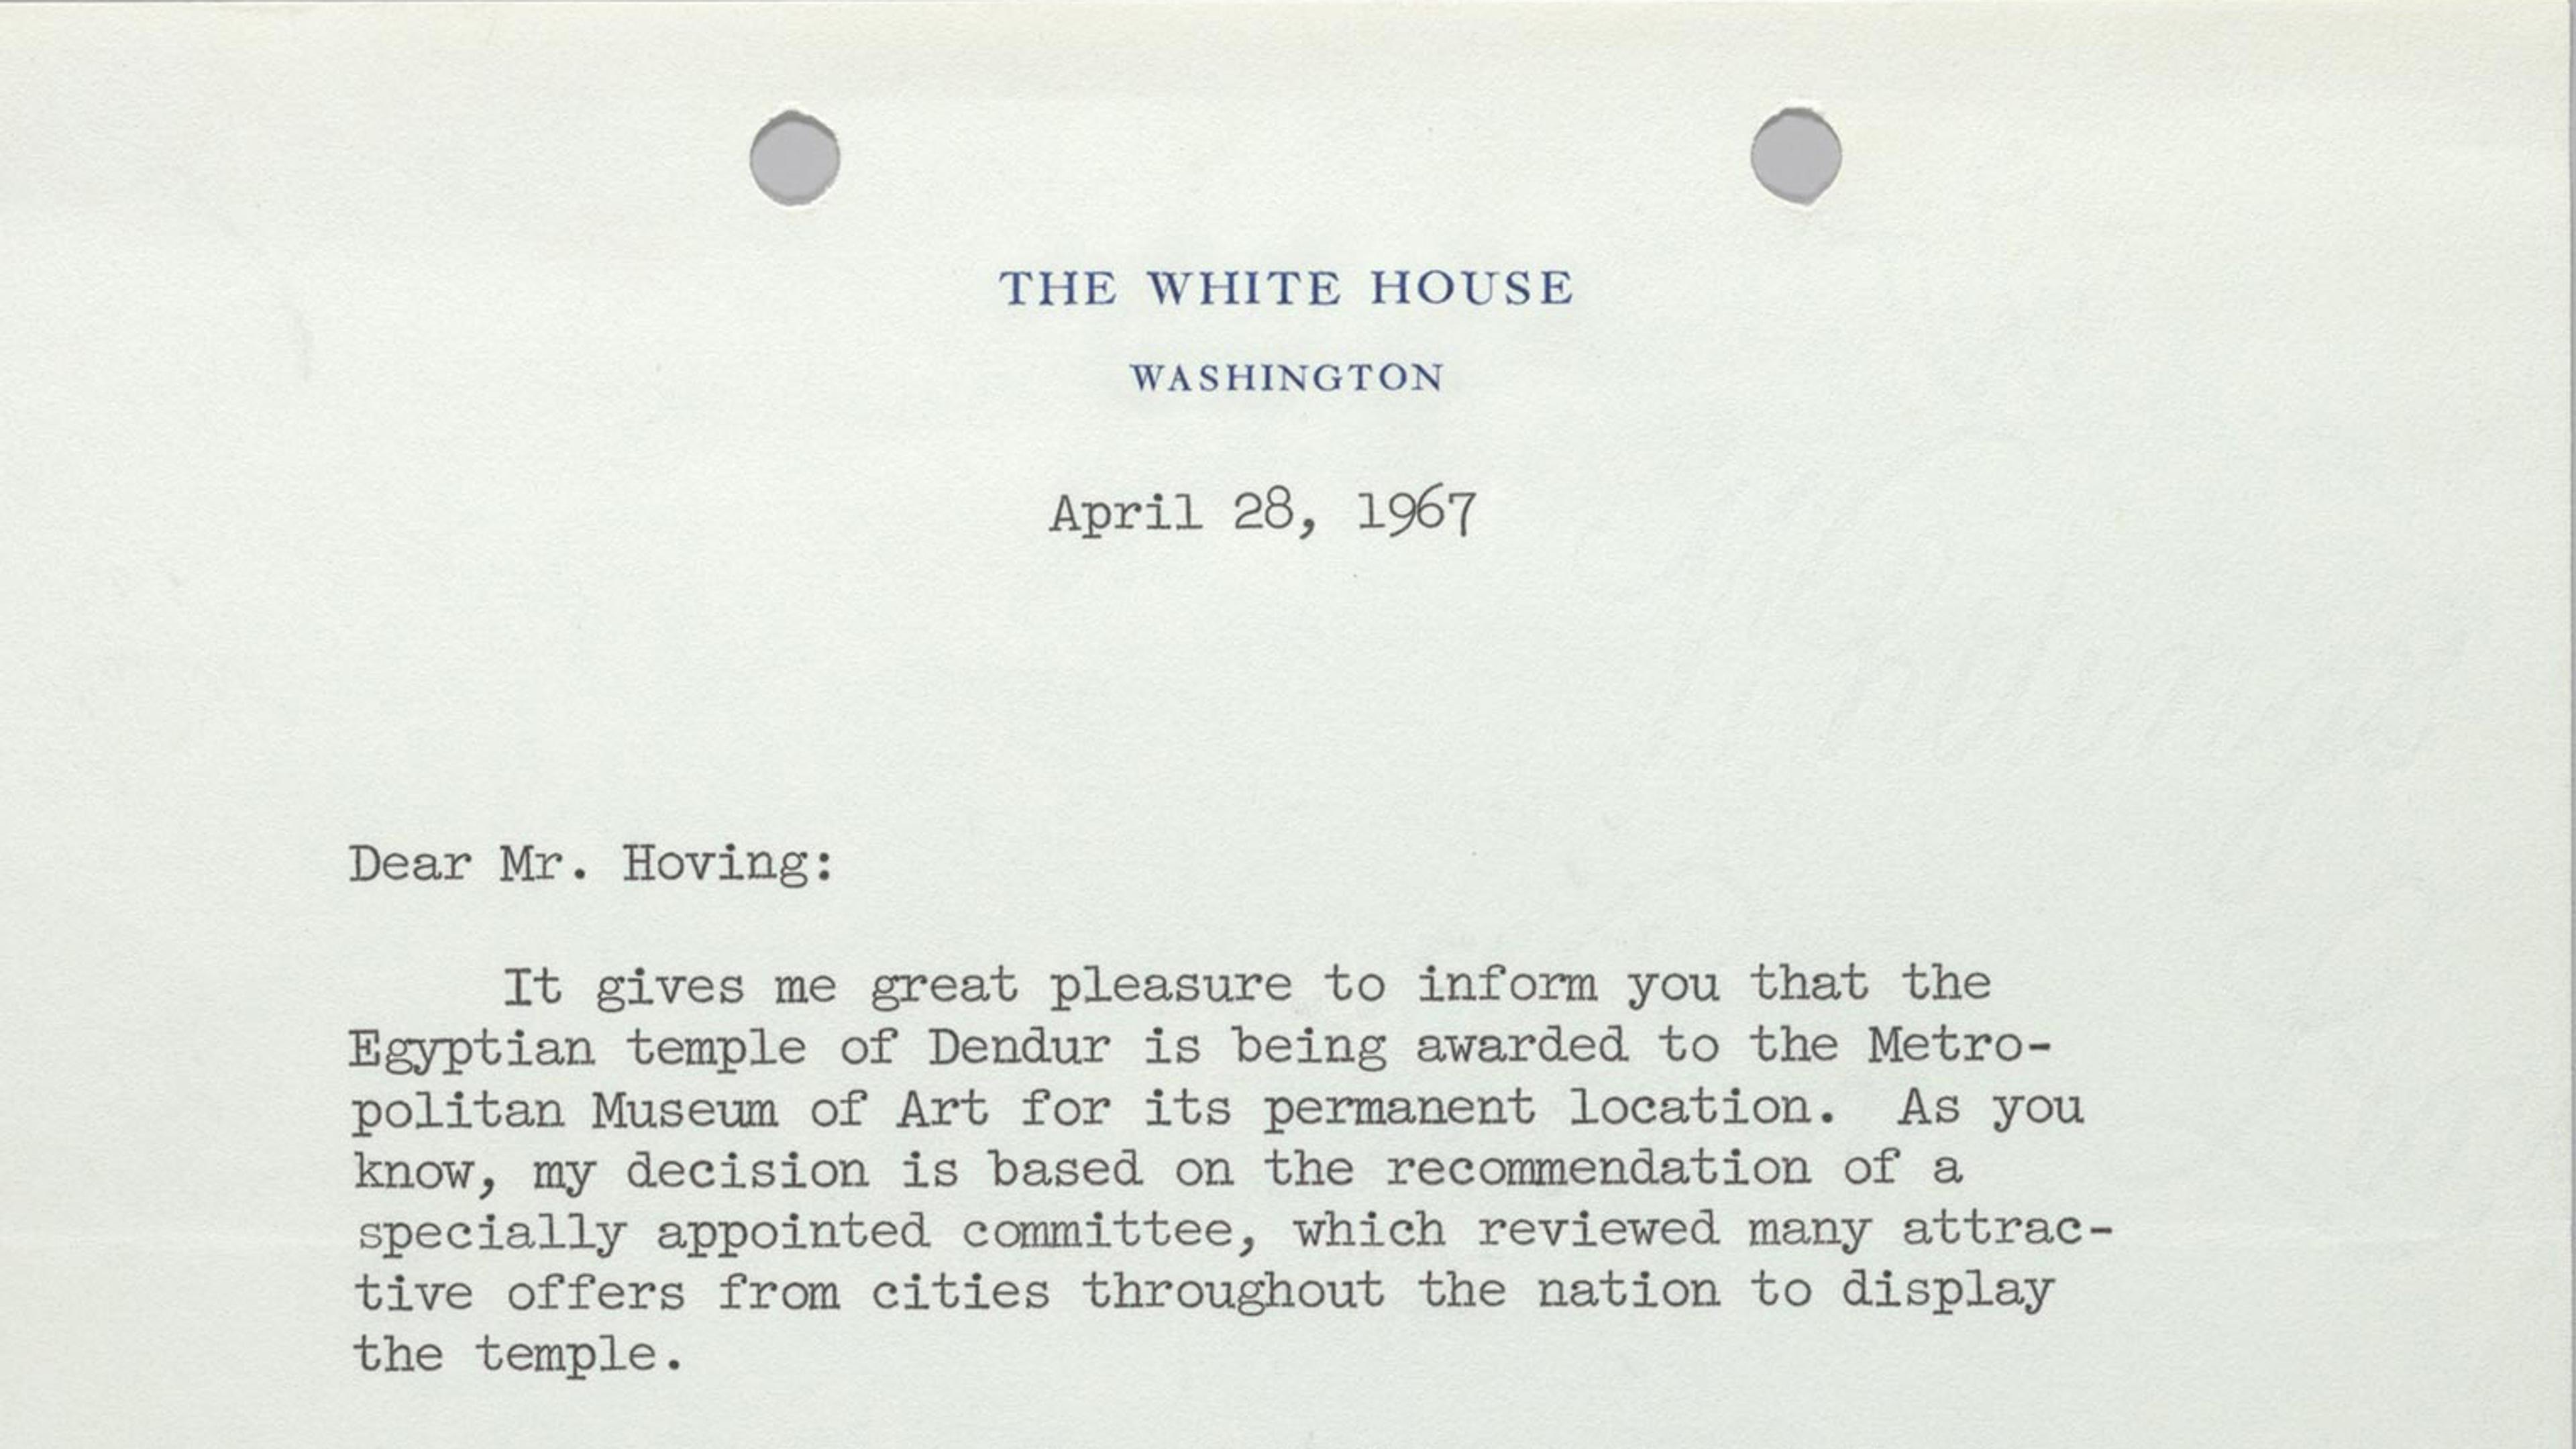 THE WHITE HOUSE
WASHINGTON
April 28, 1967
Dear Mr. Hoving:
It gives me great pleasure to inform you that the
Egyptian temple of Dendur is being awarded to the Metro-
politan Museum of Art for its permanent location.  As you
know, my decision is based on the recommendation of a
specially appointed committee, which reviewed many attrac-
tive offers from cities throughout the nation to display
the temple.